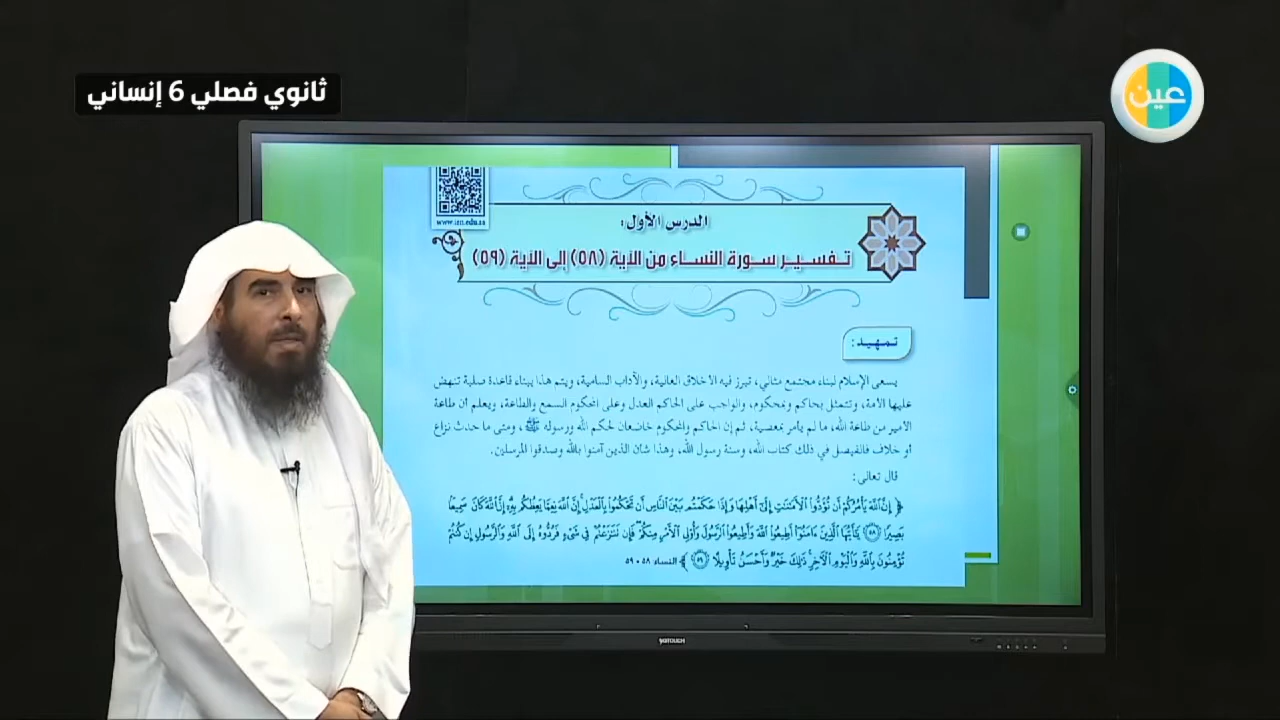 ثانوي فصلي 6 إنساني
عين
www.ien.edu.sa
الدرس الأول:
تفسير سورة النساء من الآية (٥٨) إلى الآية (٥٩)
تمهيد:
يسعى الإسلام لبناء مجتمع مثالي، تبرز فيه الأخلاق العالية، والآداب السامية، ويتم هذا ببناء قاعدة صلبة تنهض
عليها الأمة، وتتمثل بحاكم ومحكوم، والواجب على الحاكم العدل وعلى المحكوم السمع والطاعة، ويعلم أن طاعة
الأمير من طاعة الله، ما لم يأمر بمعصية، ثم إن الحاكم والمحكوم خاضعان لحكم الله ورسوله ﷺ، ومتى ما حدث نزاع
أو خلاف فالفيصل في ذلك كتاب الله، وسنة رسول الله، وهذا شأن الذين آمنوا بالله وصدقوا المرسلين.
قال تعالى:
﴿ إِنَّ اللَّهَ يَأْمُرُكُمْ أَن تُؤَدُّوا الْأَمَانَاتِ إِلَىٰ أَهْلِهَا وَإِذَا حَكَمْتُم بَيْنَ النَّاسِ أَن تَحْكُمُوا بِالْعَدْلِ إِنَّ اللَّهَ نِعِمَّا يَعِظُكُم بِهِ إِنَّ اللَّهَ كَانَ سَمِيعًا
بَصِيرًا ٥٨ يَا أَيُّهَا الَّذِينَ آمَنُوا أَطِيعُوا اللَّهَ وَأَطِيعُوا الرَّسُولَ وَأُولِي الْأَمْرِ مِنكُمْ فَإِن تَنَازَعْتُمْ فِي شَيْءٍ فَرُدُّوهُ إِلَى اللَّهِ وَالرَّسُولِ إِن كُنتُمْ
تُؤْمِنُونَ بِاللَّهِ وَالْيَوْمِ الْآخِرِ ذَٰلِكَ خَيْرٌ وَأَحْسَنُ تَأْوِيلًا ٥٩ ﴾ النساء ٥٨ - ٥٩